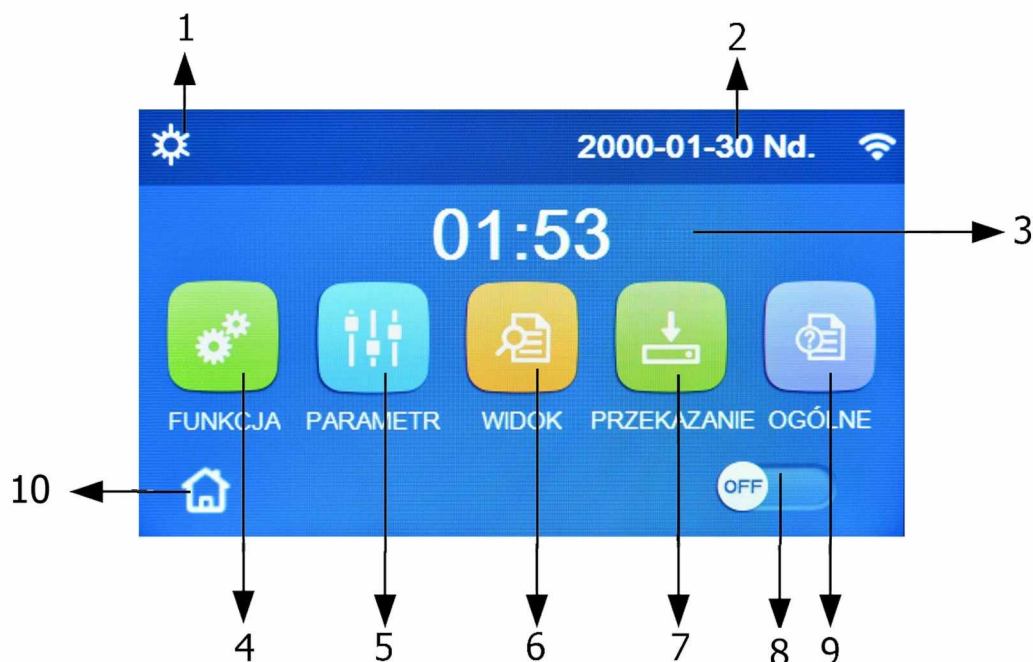 1 2
2000-01-30 Nd.
01:53
3
FUNKCJA PARAMETR WIDOK PRZEKAZANIE OGÓLNE
10
OFF
4 5 6 7 8 9